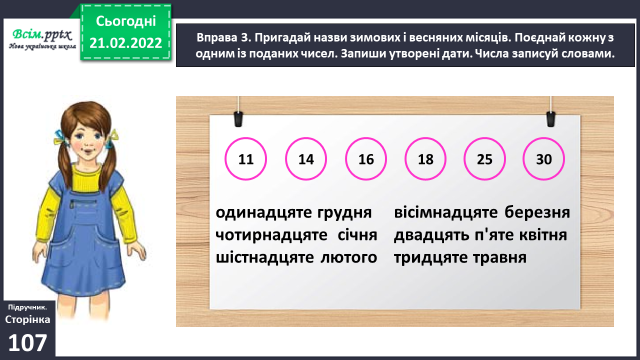 Всім.pptx
Нова українська школа
Сьогодні
21.02.2022
Вправа 3. Пригадай назви зимових і весняних місяців. Поєднай кожну з
одним із поданих чисел. Запиши утворені дати. Числа записуй словами.
11 14 16 18 25 30
одинадцяте грудня
чотирнадцяте січня
шістнадцяте лютого
вісімнадцяте березня
двадцять п'яте квітня
тридцяте травня
Підручник.
Сторінка
107